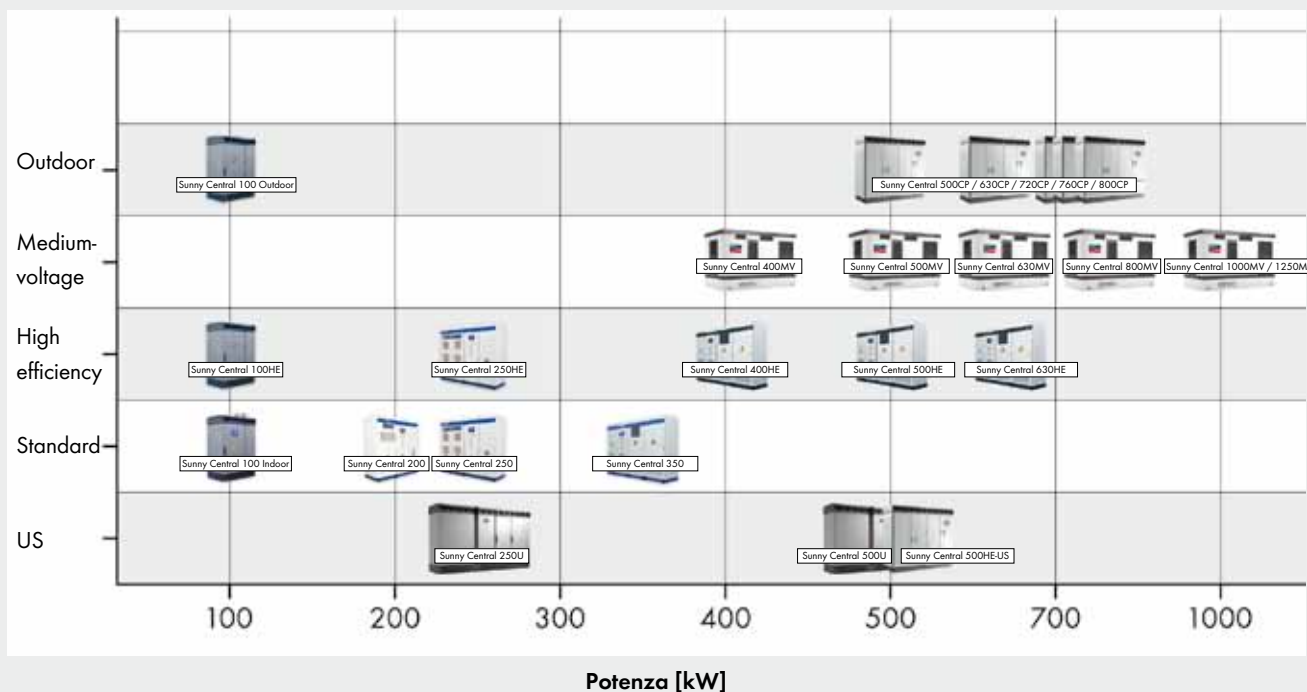 Outdoor
Sunny Central 100 Outdoor
Sunny Central 500CP / 630CP / 720CP / 760CP / 800CP
Medium-
voltage
Sunny Central 400MV
Sunny Central 500MV
Sunny Central 630MV
Sunny Central 800MV
Sunny Central 1000MV / 1250M
High
efficiency
Sunny Central 100HE
Sunny Central 250HE
Sunny Central 400HE
Sunny Central 500HE
Sunny Central 630HE
Standard
Sunny Central 100 Indoor
Sunny Central 200
Sunny Central 250
Sunny Central 350
US
Sunny Central 250U
Sunny Central 500U
Sunny Central 500HE-US
100 200 300 400 500 700 1000
Potenza [kW]